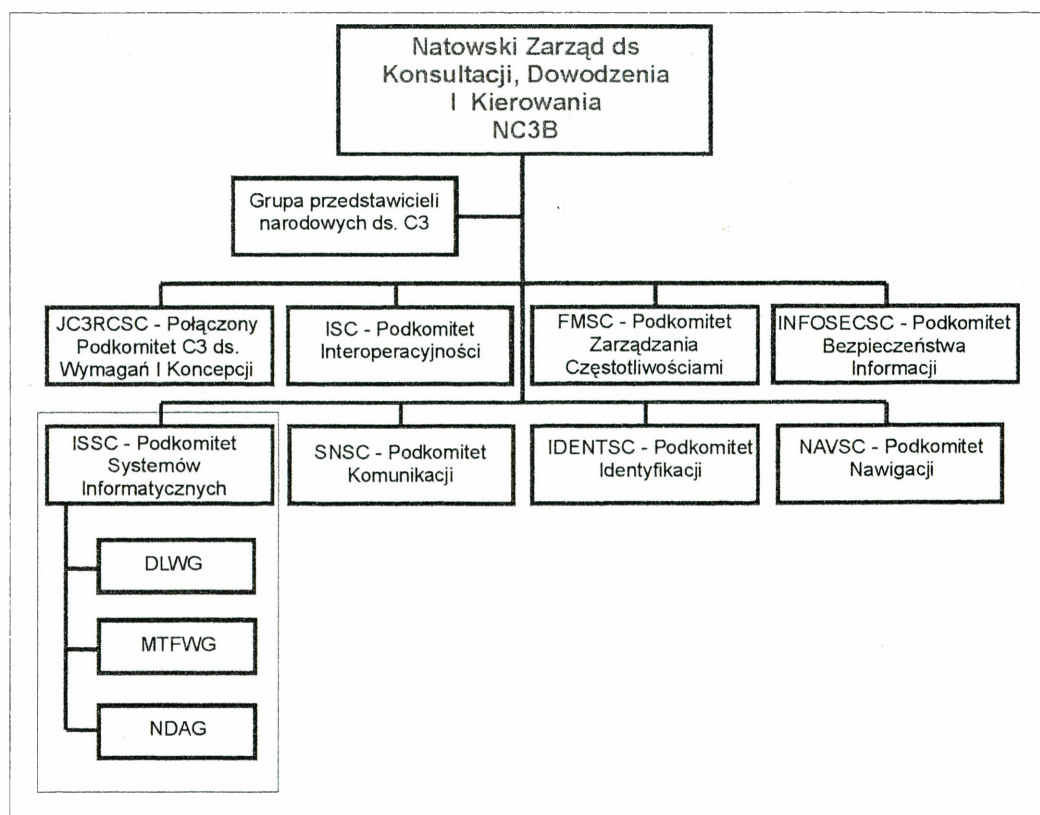 Natowski Zarząd ds
Konsultacji, Dowodzenia
I Kierowania
NC3B
Grupa przedstawicieli
narodowych ds. C3
JC3RCSC - Połączony
Podkomitet C3 ds.
Wymagań I Koncepcji
ISC - Podkomitet
Interoperacyjności
FMSC - Podkomitet
Zarządzania
Częstotliwościami
INFOSECSC - Podkomitet
Bezpieczeństwa
Informacji
ISSC - Podkomitet
Systemów
Informatycznych
SNSC - Podkomitet
Komunikacji
IDENTSC - Podkomitet
Identyfikacji
NAVSC - Podkomitet
Nawigacji
DLWG
MTFWG
NDAG